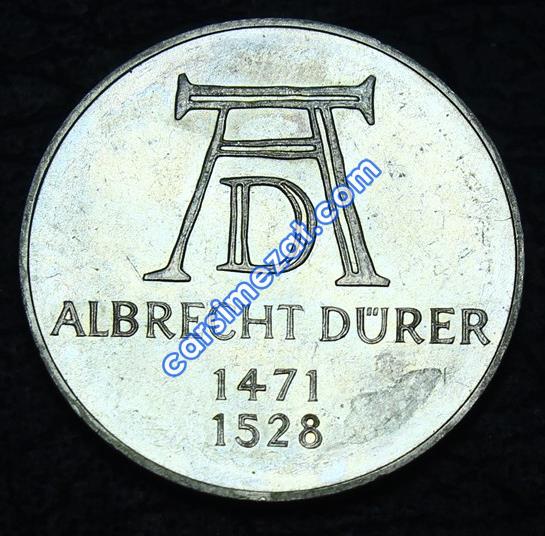 AD
ALBRECHT DÜRER
1471
1528
carsimezat.com